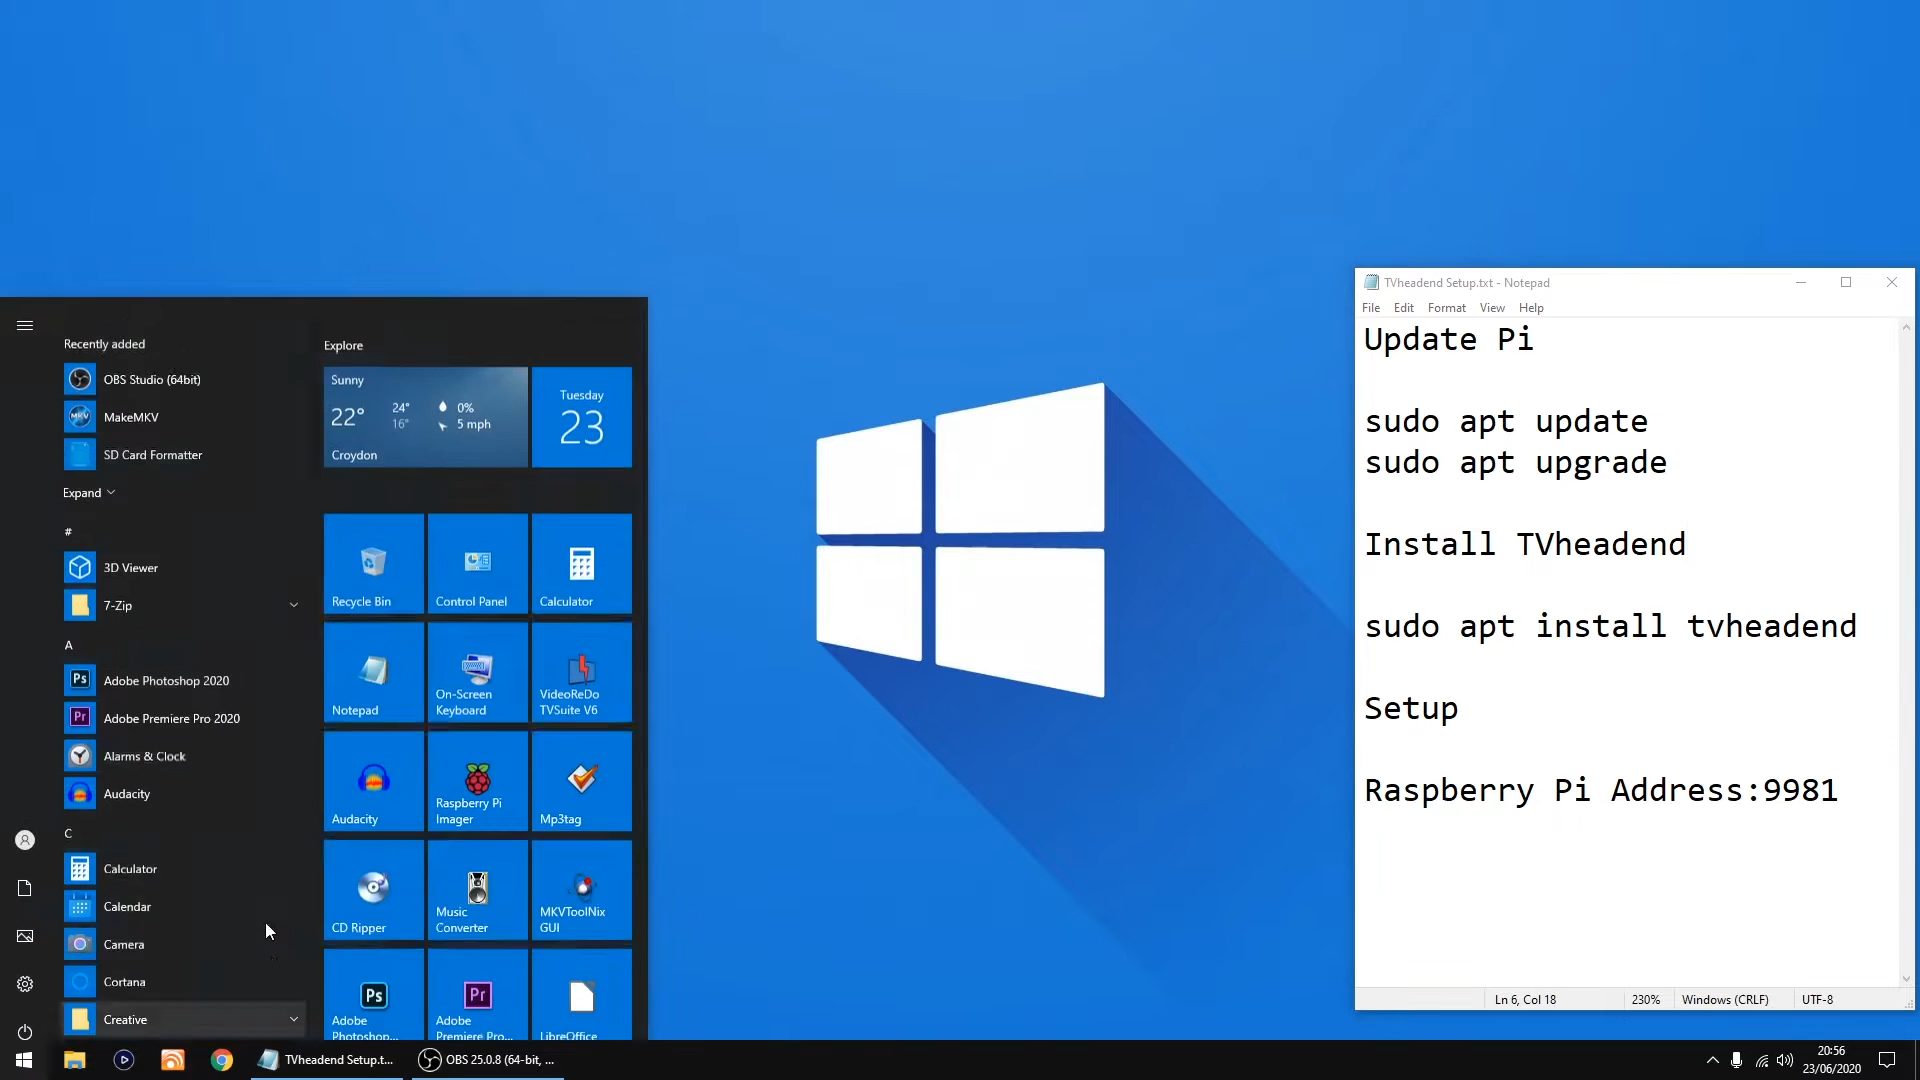 Recently added
OBS Studio (64bit)
MakeMKV
SD Card Formatter
Expand
#
3D Viewer
7-Zip
A
Ps Adobe Photoshop 2020
Pr Adobe Premiere Pro 2020
Alarms & Clock
Audacity
C
Calculator
Calendar
Camera
Cortana
Creative
Explore
Sunny
22° 24° 16° 0% 5 mph
Croydon
Tuesday
23
Recycle Bin
Control Panel
Calculator
Notepad
On-Screen Keyboard
VideoReDo TVSuite V6
Audacity
Raspberry Pi Imager
Mp3tag
CD Ripper
Music Converter
MKVToolNix GUI
Ps
Adobe Photoshop...
Pr
Adobe Premiere Pro...
LibreOffice
TVheadend Setup.txt - Notepad
File Edit Format View Help
Update Pi
sudo apt update
sudo apt upgrade
Install TVheadend
sudo apt install tvheadend
Setup
Raspberry Pi Address:9981
Ln 6, Col 18 230% Windows (CRLF) UTF-8
TVheadend Setup.t...
OBS 25.0.8 (64-bit, ...
20:56
23/06/2020